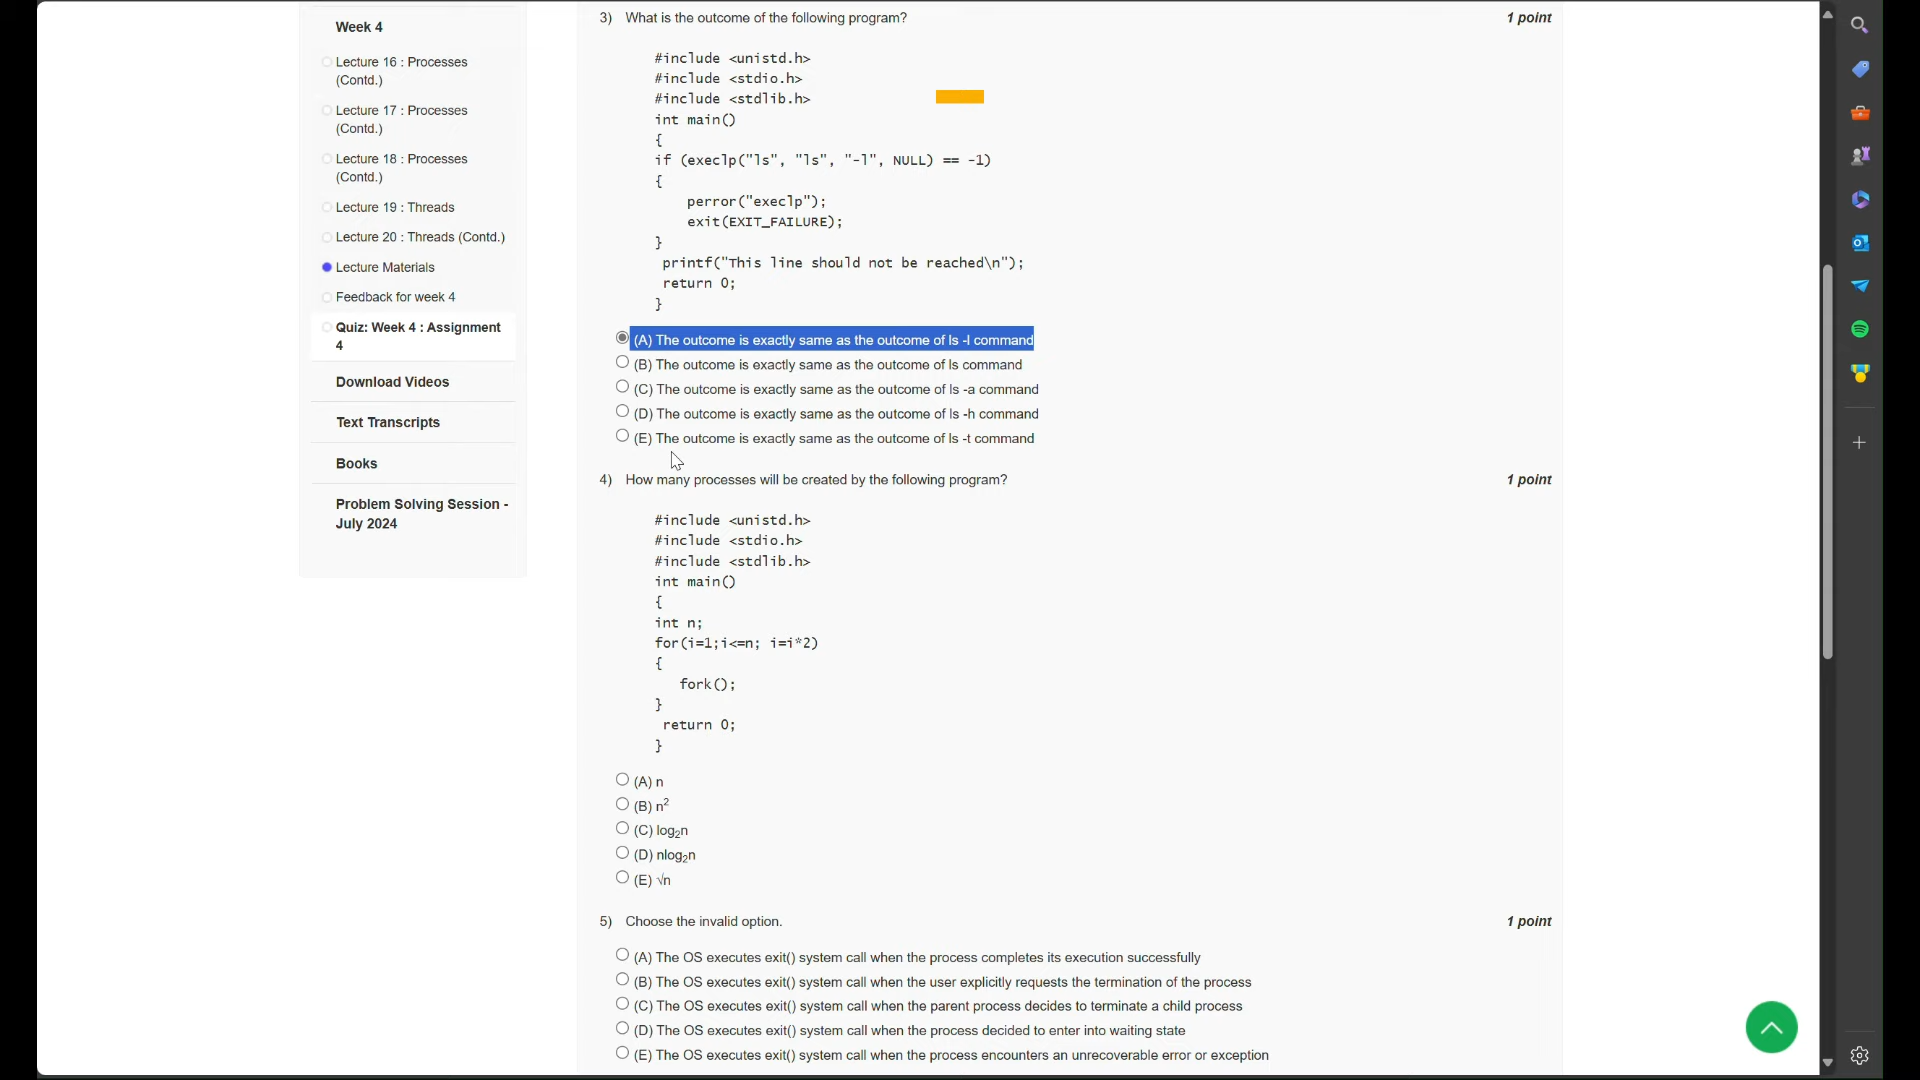 Week 4
Lecture 16 : Processes
(Contd.)
Lecture 17 : Processes
(Contd.)
Lecture 18 : Processes
(Contd.)
Lecture 19 : Threads
Lecture 20 : Threads (Contd.)
Lecture Materials
Feedback for week 4
Quiz: Week 4 : Assignment
4
Download Videos
Text Transcripts
Books
Problem Solving Session -
July 2024
3) What is the outcome of the following program? 1 point
#include <unistd.h>
#include <stdio.h>
#include <stdlib.h>
int main()
{
if (execlp("ls", "ls", "-l", NULL) == -1)
{
perror("execlp");
exit(EXIT_FAILURE);
}
printf("This line should not be reached\n");
return 0;
}
(A) The outcome is exactly same as the outcome of ls -l command
(B) The outcome is exactly same as the outcome of ls command
(C) The outcome is exactly same as the outcome of ls -a command
(D) The outcome is exactly same as the outcome of ls -h command
(E) The outcome is exactly same as the outcome of ls -t command
4) How many processes will be created by the following program? 1 point
#include <unistd.h>
#include <stdio.h>
#include <stdlib.h>
int main()
{
int n;
for(i=1;i<=n; i=i*2)
{
fork();
}
return 0;
}
(A) n
(B) n²
(C) log₂n
(D) nlog₂n
(E) √n
5) Choose the invalid option. 1 point
(A) The OS executes exit() system call when the process completes its execution successfully
(B) The OS executes exit() system call when the user explicitly requests the termination of the process
(C) The OS executes exit() system call when the parent process decides to terminate a child process
(D) The OS executes exit() system call when the process decided to enter into waiting state
(E) The OS executes exit() system call when the process encounters an unrecoverable error or exception